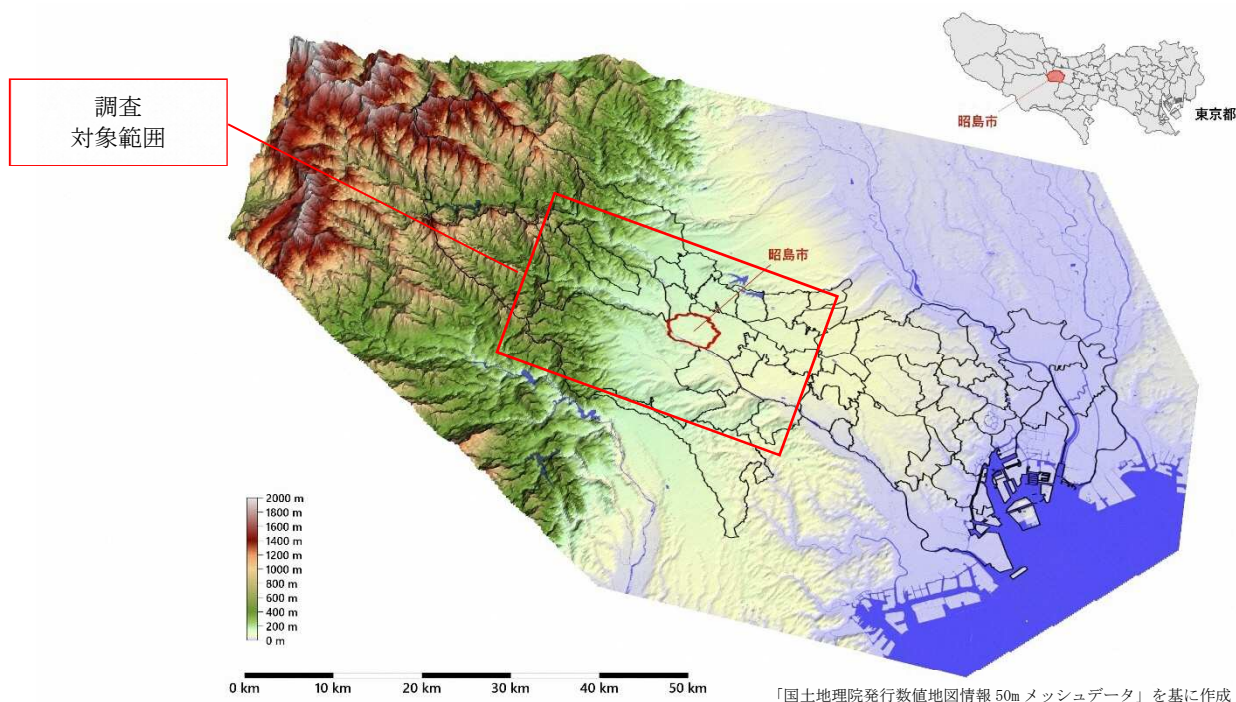 調査
対象範囲
昭島市
東京都
昭島市
2000 m
1800 m
1600 m
1400 m
1200 m
1000 m
800 m
600 m
400 m
200 m
0 m
0 km 10 km 20 km 30 km 40 km 50 km
「国土地理院発行数値地図情報 50m メッシュデータ」を基に作成